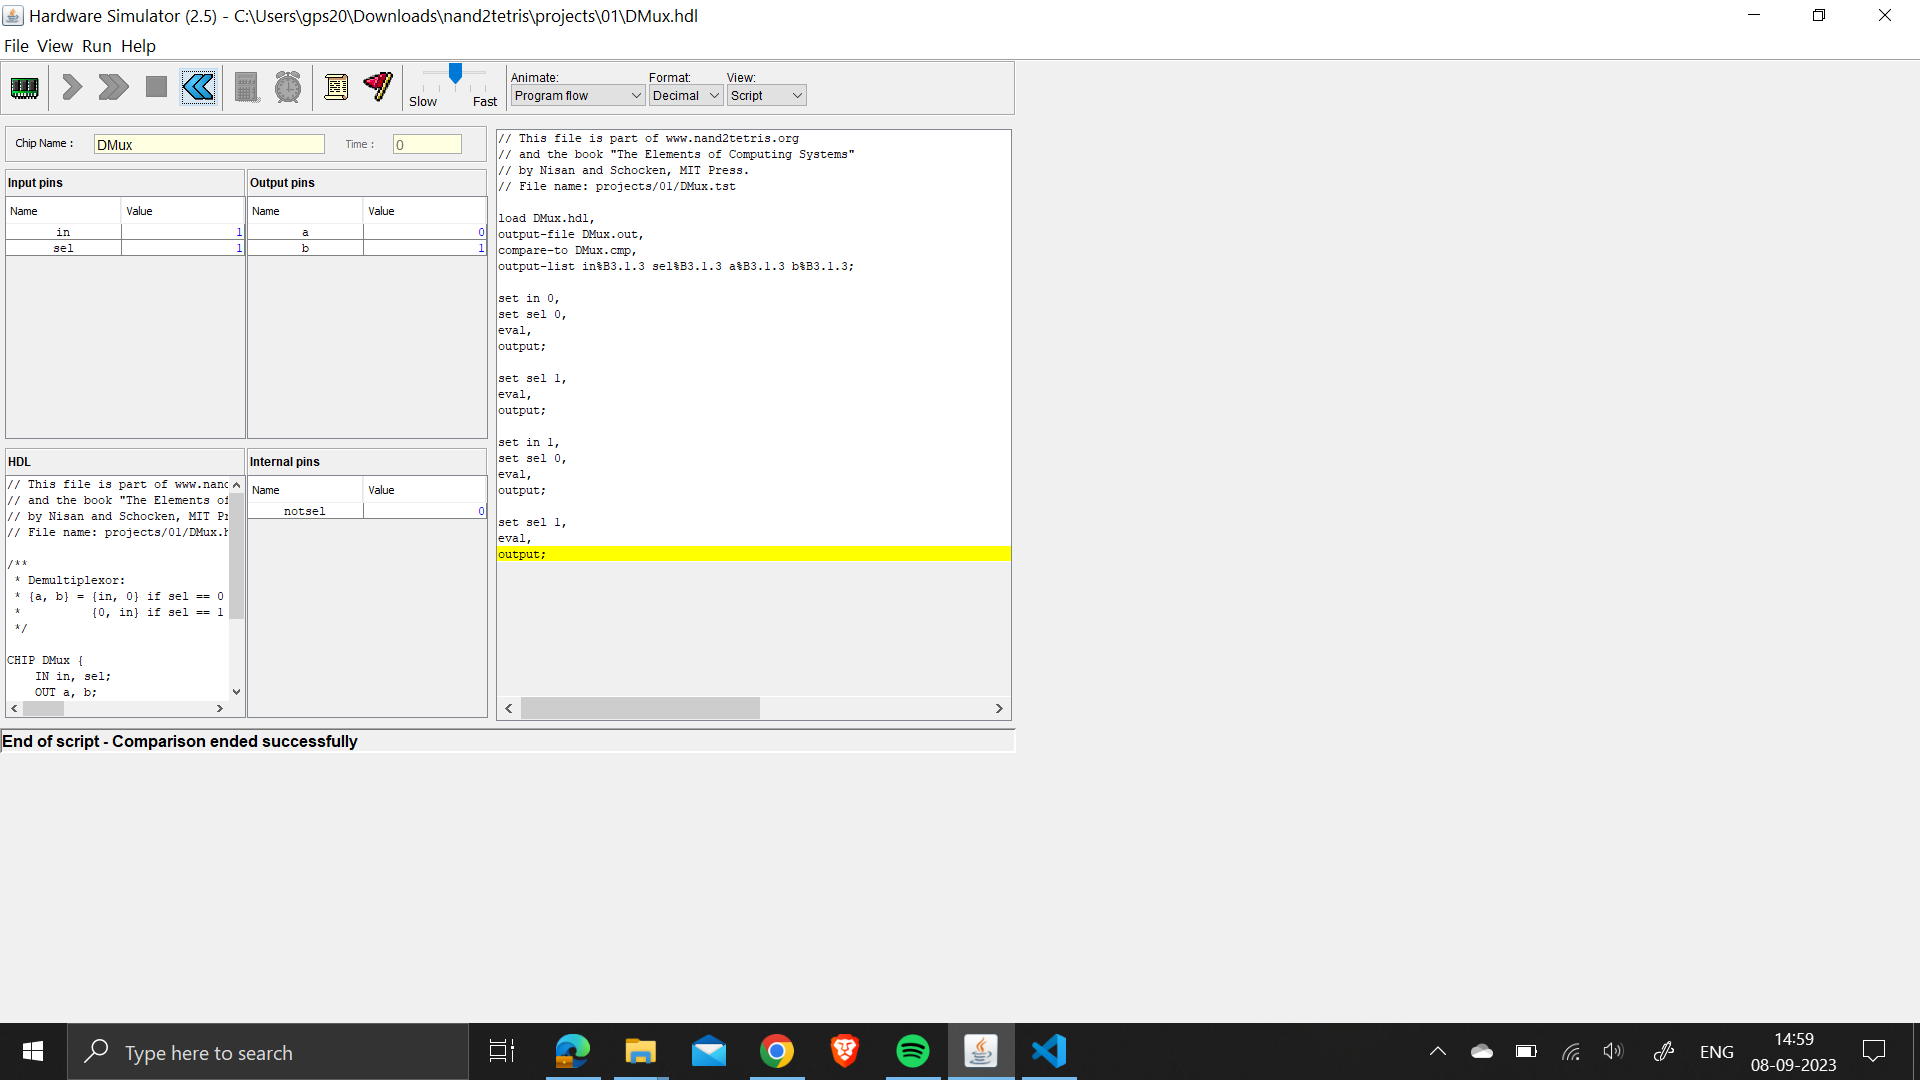 Hardware Simulator (2.5) - C:\Users\gps20\Downloads\nand2tetris\projects\01\DMux.hdl
File View Run Help
Slow Fast
Animate:
Program flow
Format:
Decimal
View:
Script
Chip Name :
DMux
Time :
0
Input pins
Name Value
in 1
sel 1
Output pins
Name Value
a 0
b 1
HDL
// This file is part of www.nand
// and the book "The Elements of
// by Nisan and Schocken, MIT Pr
// File name: projects/01/DMux.h
/**
* Demultiplexor:
* {a, b} = {in, 0} if sel == 0
* {0, in} if sel == 1
*/
CHIP DMux {
IN in, sel;
OUT a, b;
Internal pins
Name Value
notsel 0
// This file is part of www.nand2tetris.org
// and the book "The Elements of Computing Systems"
// by Nisan and Schocken, MIT Press.
// File name: projects/01/DMux.tst
load DMux.hdl,
output-file DMux.out,
compare-to DMux.cmp,
output-list in%B3.1.3 sel%B3.1.3 a%B3.1.3 b%B3.1.3;
set in 0,
set sel 0,
eval,
output;
set sel 1,
eval,
output;
set in 1,
set sel 0,
eval,
output;
set sel 1,
eval,
output;
End of script - Comparison ended successfully
Type here to search
ENG
14:59
08-09-2023